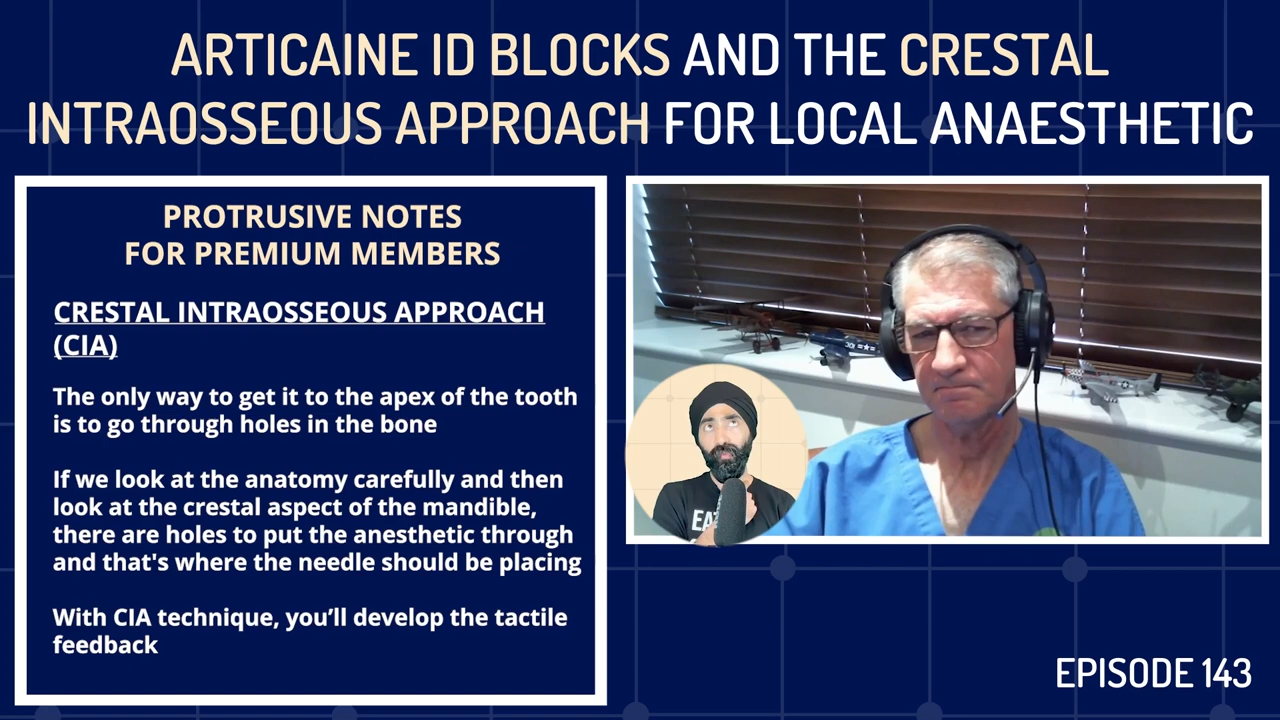 ARTICAINE ID BLOCKS AND THE CRESTAL
INTRAOSSEOUS APPROACH FOR LOCAL ANAESTHETIC
PROTRUSIVE NOTES
FOR PREMIUM MEMBERS
CRESTAL INTRAOSSEOUS APPROACH
(CIA)
The only way to get it to the apex of the tooth
is to go through holes in the bone
If we look at the anatomy carefully and then
look at the crestal aspect of the mandible,
there are holes to put the anesthetic through
and that's where the needle should be placing
With CIA technique, you’ll develop the tactile
feedback
EPISODE 143